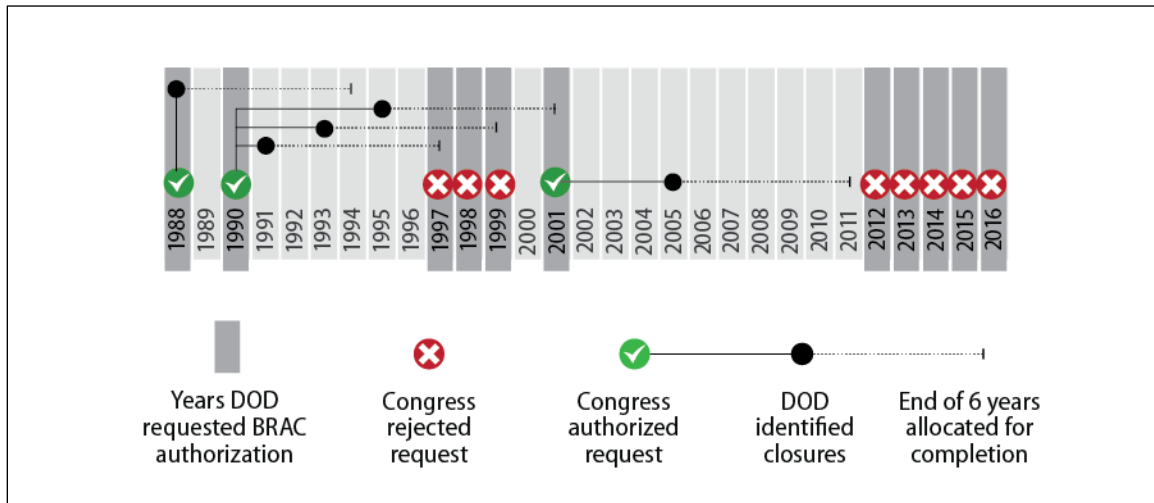 1988
1989
1990
1991
1992
1993
1994
1995
1996
1997
1998
1999
2000
2001
2002
2003
2004
2005
2006
2007
2008
2009
2010
2011
2012
2013
2014
2015
2016
Years DOD
requested BRAC
authorization
Congress
rejected
request
Congress
authorized
request
DOD
identified
closures
End of 6 years
allocated for
completion